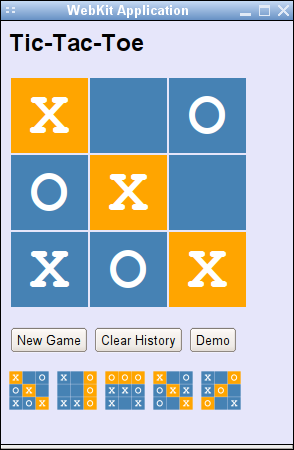 WebKit Application
Tic-Tac-Toe
X O
O X
X O X
New Game Clear History Demo